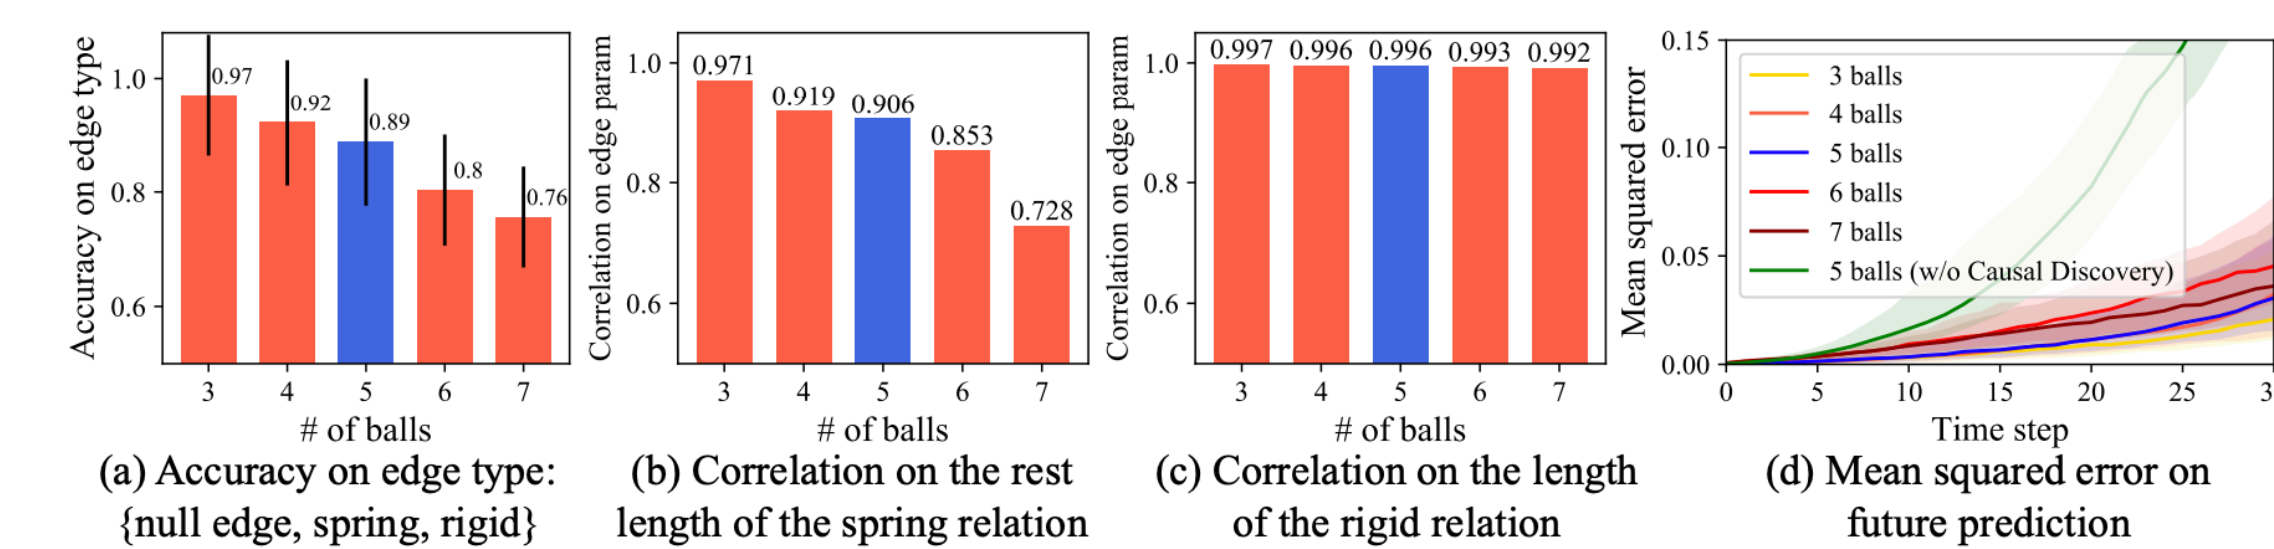 Accuracy on edge type
1.0
0.8
0.6
0.97
0.92
0.89
0.8
0.76
3 4 5 6 7
# of balls
(a) Accuracy on edge type:
{null edge, spring, rigid}
Correlation on edge param
1.0
0.8
0.6
0.971
0.919
0.906
0.853
0.728
3 4 5 6 7
# of balls
(b) Correlation on the rest
length of the spring relation
Correlation on edge param
1.0
0.8
0.6
0.997 0.996 0.996 0.993 0.992
3 4 5 6 7
# of balls
(c) Correlation on the length
of the rigid relation
Mean squared error
0.15
0.10
0.05
0.00
3 balls
4 balls
5 balls
6 balls
7 balls
5 balls (w/o Causal Discovery)
0 5 10 15 20 25 3
Time step
(d) Mean squared error on
future prediction